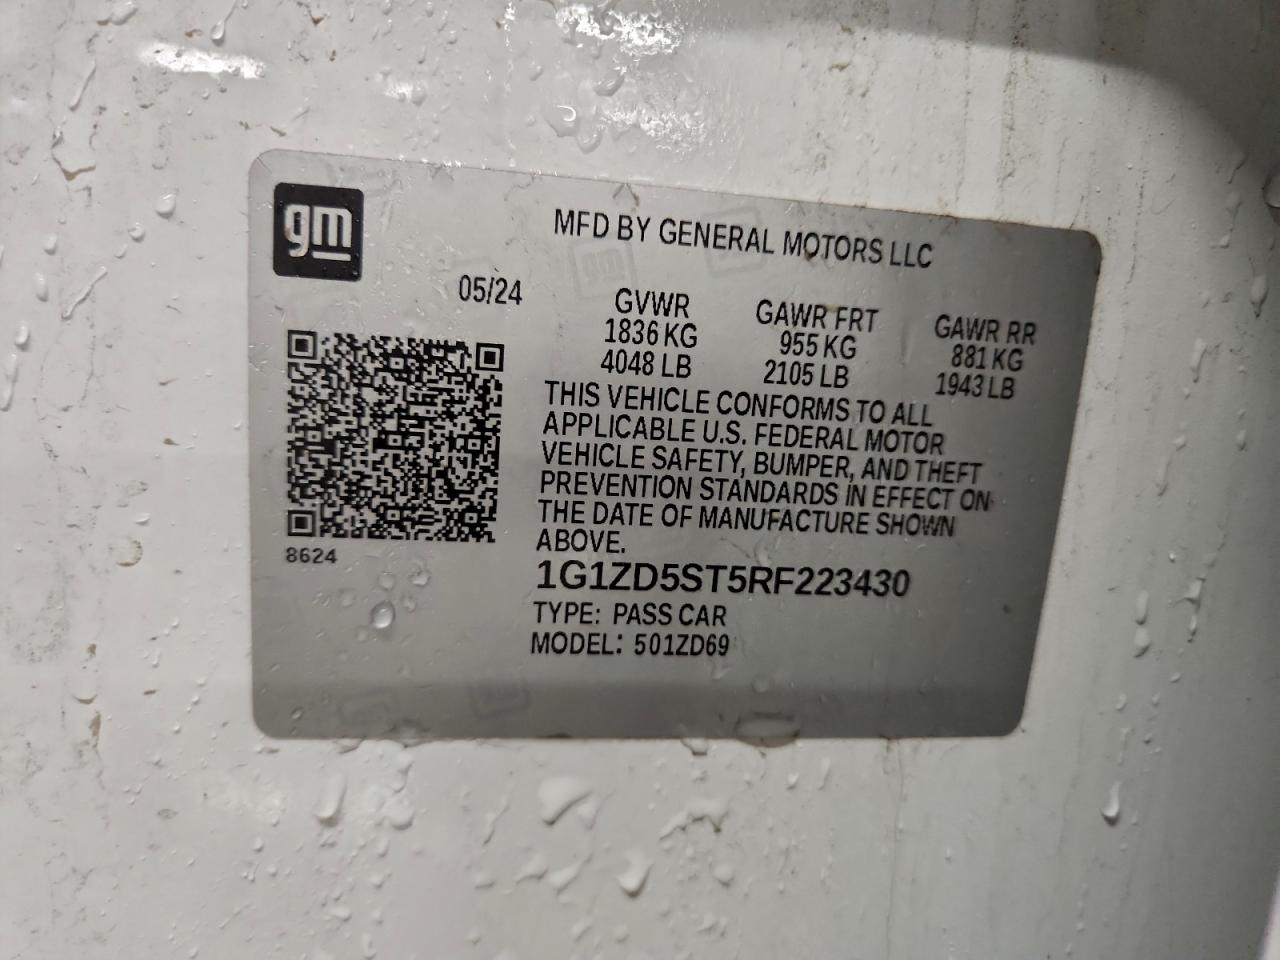 gm
MFD BY GENERAL MOTORS LLC
05/24
GVWR GAWR FRT GAWR RR
1836 KG 955 KG 881 KG
4048 LB 2105 LB 1943 LB
THIS VEHICLE CONFORMS TO ALL
APPLICABLE U.S. FEDERAL MOTOR
VEHICLE SAFETY, BUMPER, AND THEFT
PREVENTION STANDARDS IN EFFECT ON
THE DATE OF MANUFACTURE SHOWN
ABOVE.
8624
1G1ZD5ST5RF223430
TYPE: PASS CAR
MODEL: 501ZD69